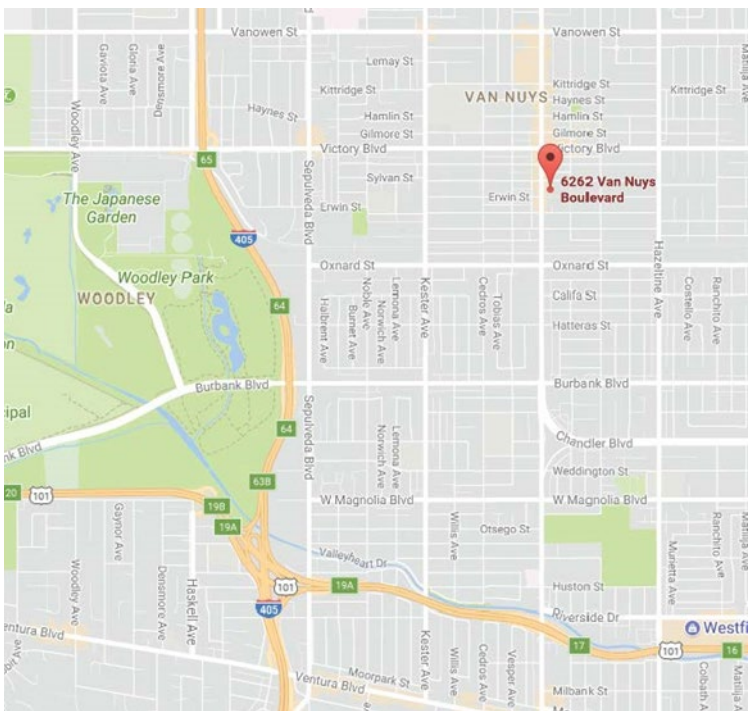 Vanowen St
Vanowen St
Gaviota Ave
Gloria Ave
Densmore Ave
Lemay St
Matilija Ave
Kittridge St
Kittridge St
Kittridge St
VAN NUYS
Haynes St
Haynes St
Woodley Ave
Hamlin St
Hamlin St
Gilmore St
Gilmore St
Victory Blvd
Victory Blvd
65
Sylvan St
6262 Van Nuys
Boulevard
The Japanese
Garden
Erwin St
Erwin St
Sepulveda Blvd
405
Oxnard St
Oxnard St
Hazeltine Ave
Woodley Park
WOODLEY
64
Halbrent Ave
Burnet Ave
Noble Ave
Norwich Ave
Lemona Ave
Kester Ave
Cedros Ave
Tobias Ave
Califa St
Hatteras St
Costello Ave
Ranchito Ave
Burbank Blvd
Burbank Blvd
cipal
nk Blvd
64
Sepulveda Blvd
Norwich Ave
Lemona Ave
Chandler Blvd
Weddington St
63B
20
101
19B
19A
W Magnolia Blvd
W Magnolia Blvd
Gaynor Ave
Willis Ave
Otsego St
Ranchito Ave
Matilija Ave
Murietta Ave
Valleyheart Dr
Woodley Ave
Densmore Ave
Haskell Ave
101
19A
Huston St
405
Riverside Dr
entura Blvd
17
Westfi
101
16
Kester Ave
Willis Ave
Cedros Ave
Vesper Ave
Moorpark St
Ventura Blvd
Milbank St
Colbath Ave
Matilija A